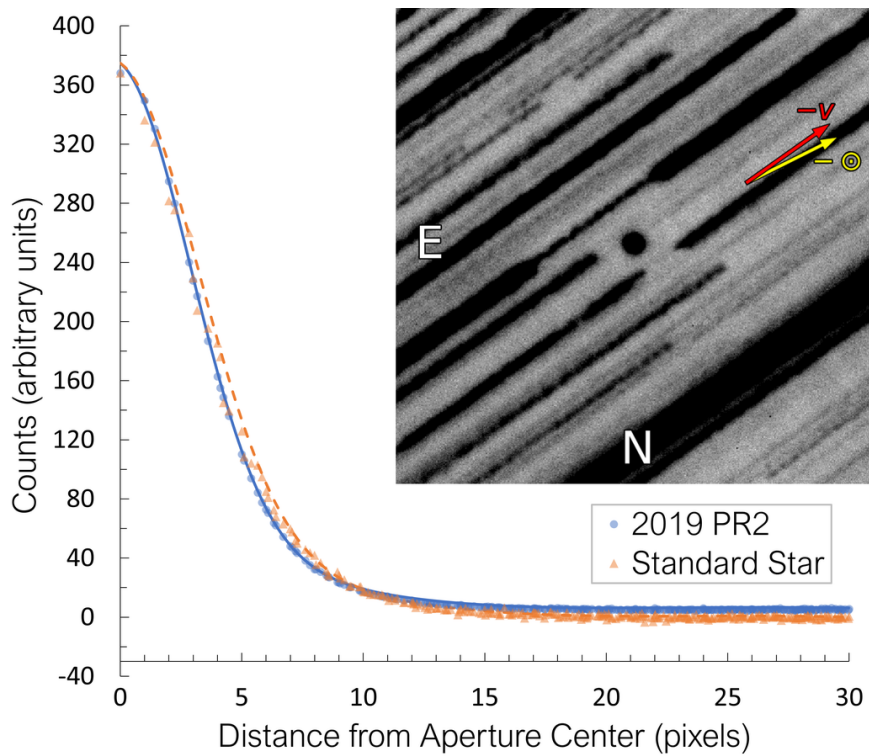 Counts (arbitrary units)
400
360
320
280
240
200
160
120
80
40
0
-40
0 5 10 15 20 25 30
Distance from Aperture Center (pixels)
E
N
−v
− ⊙
2019 PR2
Standard Star